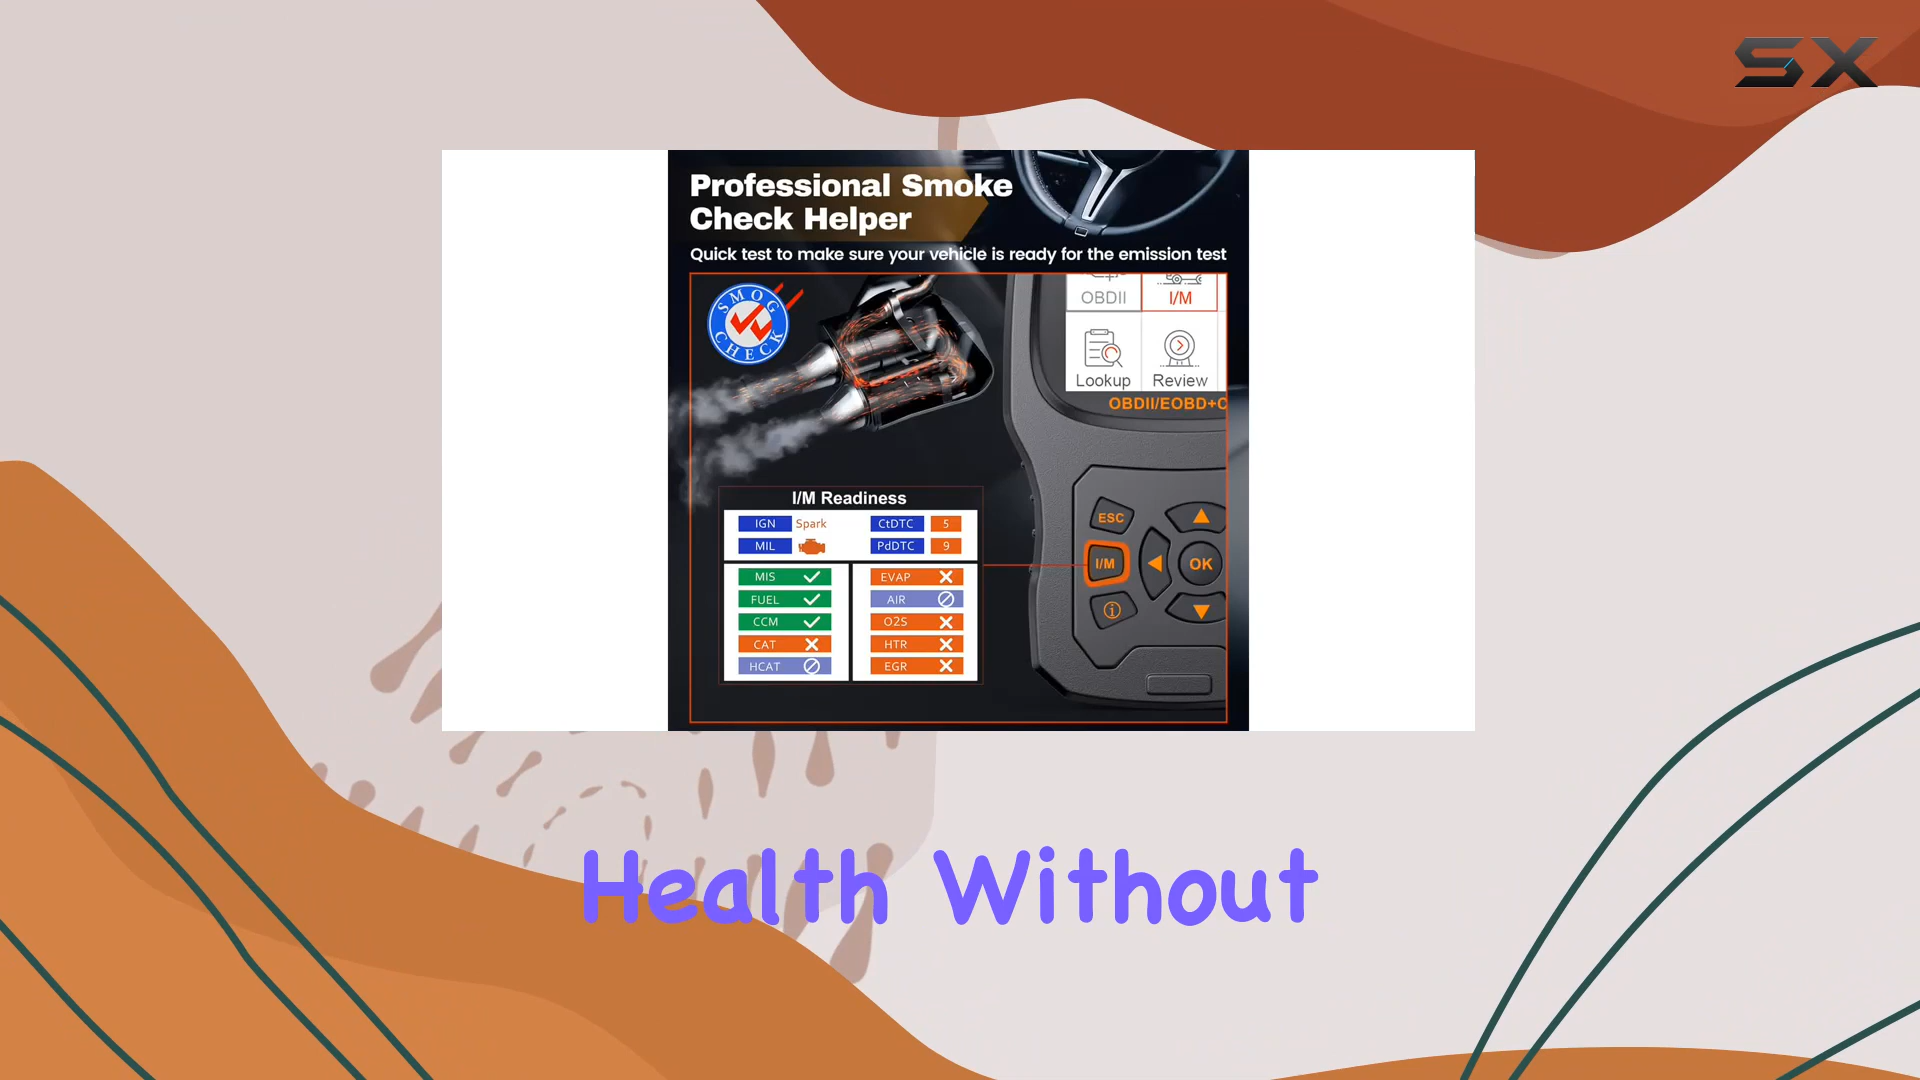 SX
Professional Smoke
Check Helper
Quick test to make sure your vehicle is ready for the emission test
SMOG
CHECK
OBDII
I/M
Lookup
Review
OBDII/EOBD+C
I/M Readiness
IGN Spark CtDTC 5
MIL PdDTC 9
MIS EVAP
FUEL AIR
CCM O2S
CAT HTR
HCAT EGR
ESC
I/M
OK
Health Without